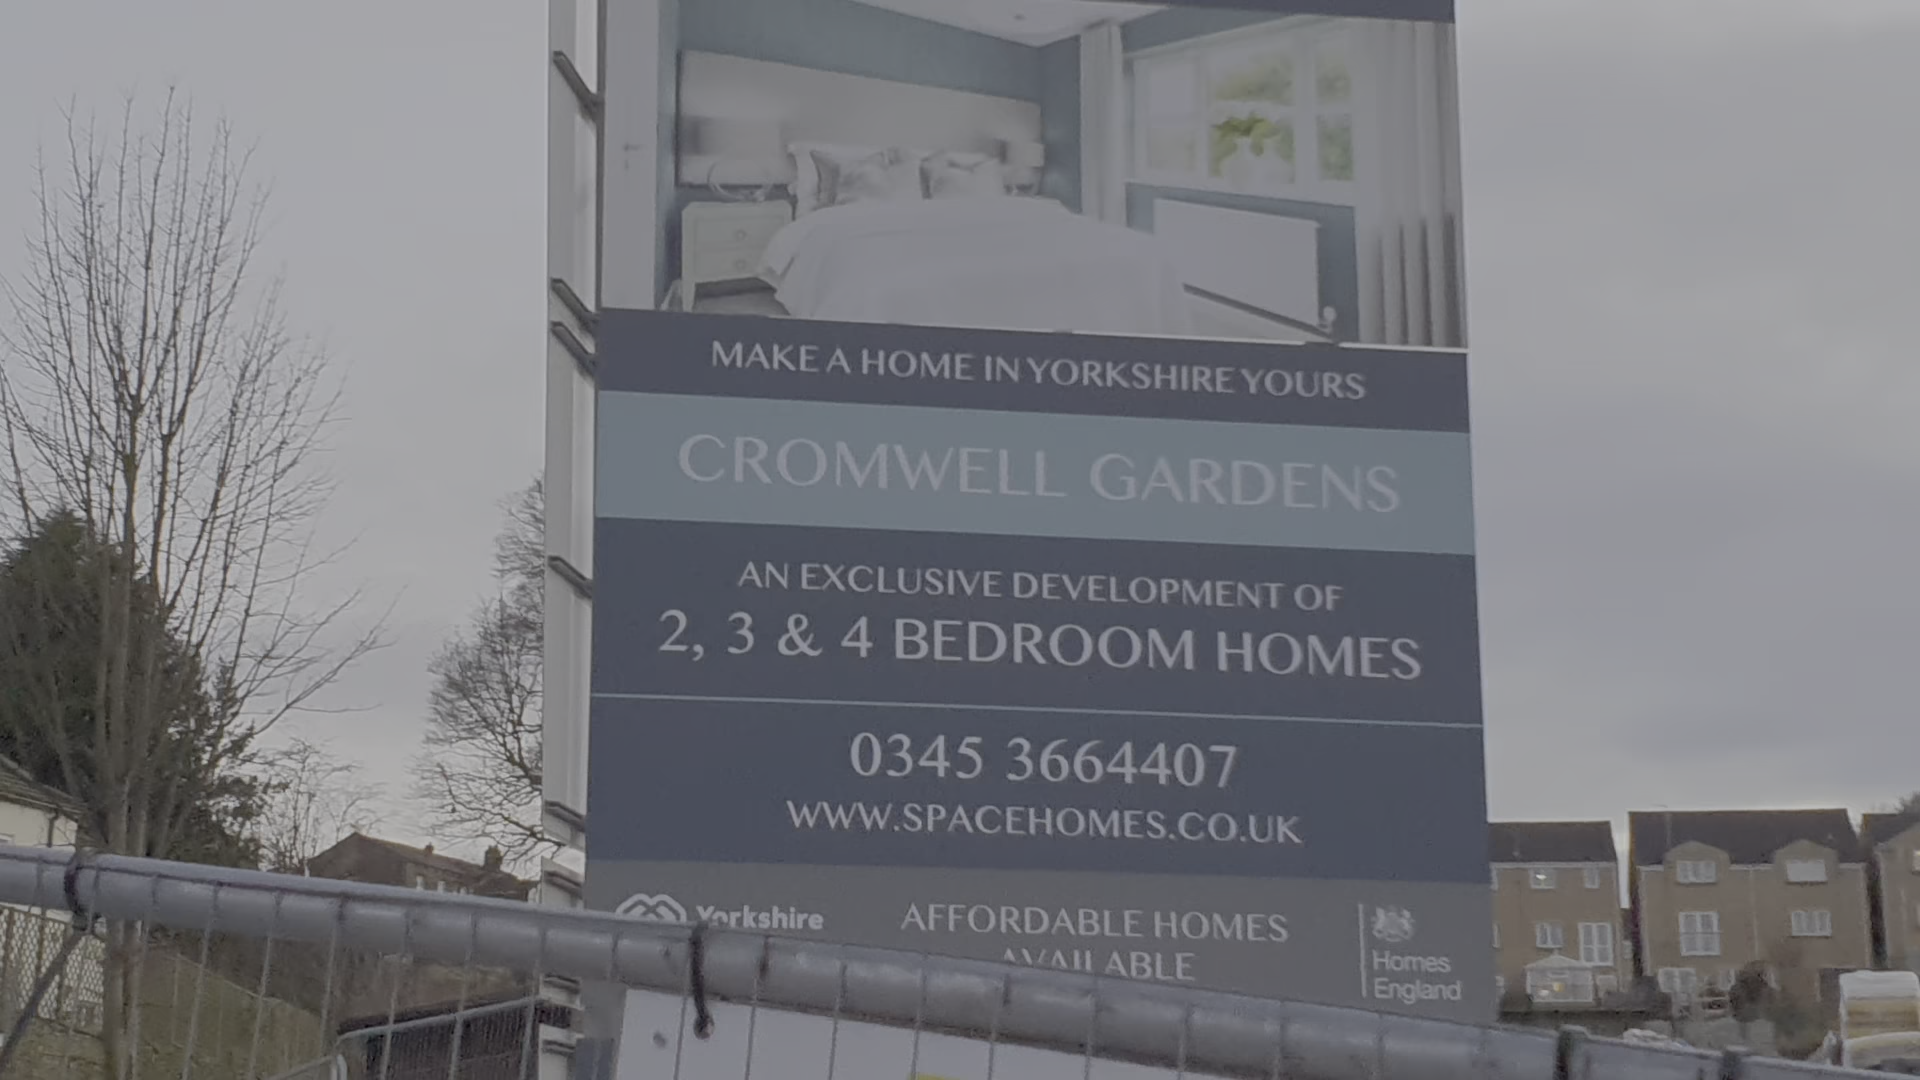 MAKE A HOME IN YORKSHIRE YOURS
CROMWELL GARDENS
AN EXCLUSIVE DEVELOPMENT OF
2, 3 & 4 BEDROOM HOMES
0345 3664407
WWW.SPACEHOMES.CO.UK
Yorkshire
AFFORDABLE HOMES
AVAILABLE
Homes
England